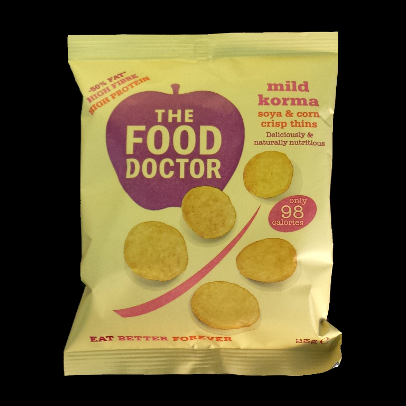 -50% FAT*
HIGH FIBRE
HIGH PROTEIN
THE
FOOD
DOCTOR
mild
korma
soya & corn
crisp thins
Deliciously &
naturally nutritious
only
98
calories
EAT BETTER FOREVER